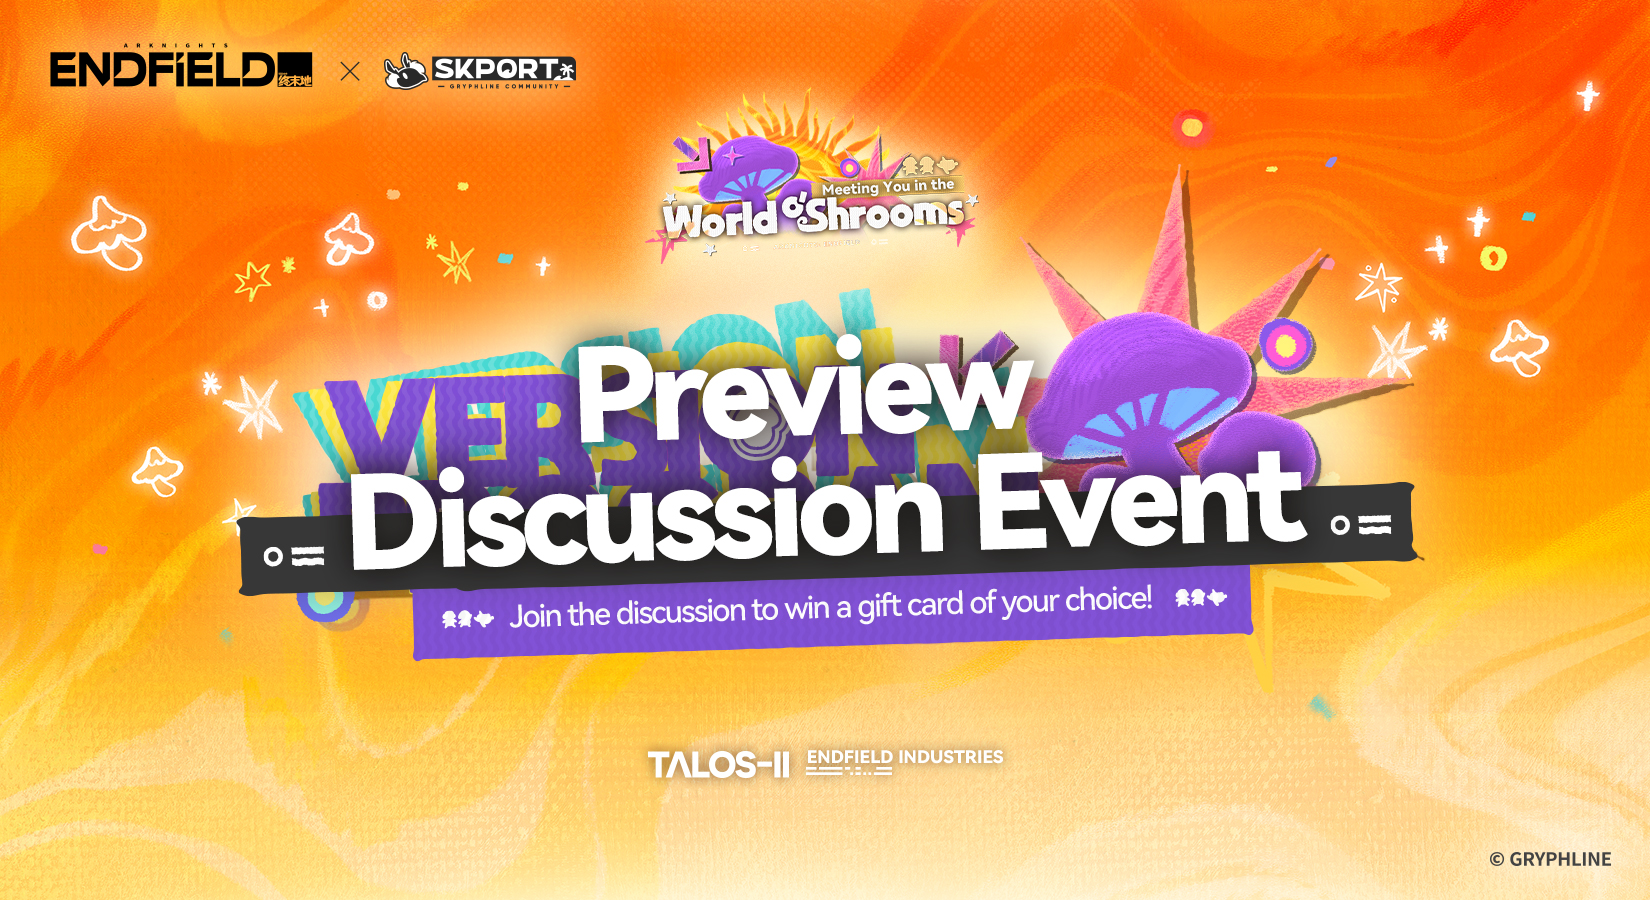 ARKNIGHTS
ENDFIELD
终末地
SKPORT
GRYPHLINE COMMUNITY
Meeting You in the
World o'Shrooms
VERSION
Preview
Discussion Event
Join the discussion to win a gift card of your choice!
TALOS-II
ENDFIELD INDUSTRIES
© GRYPHLINE